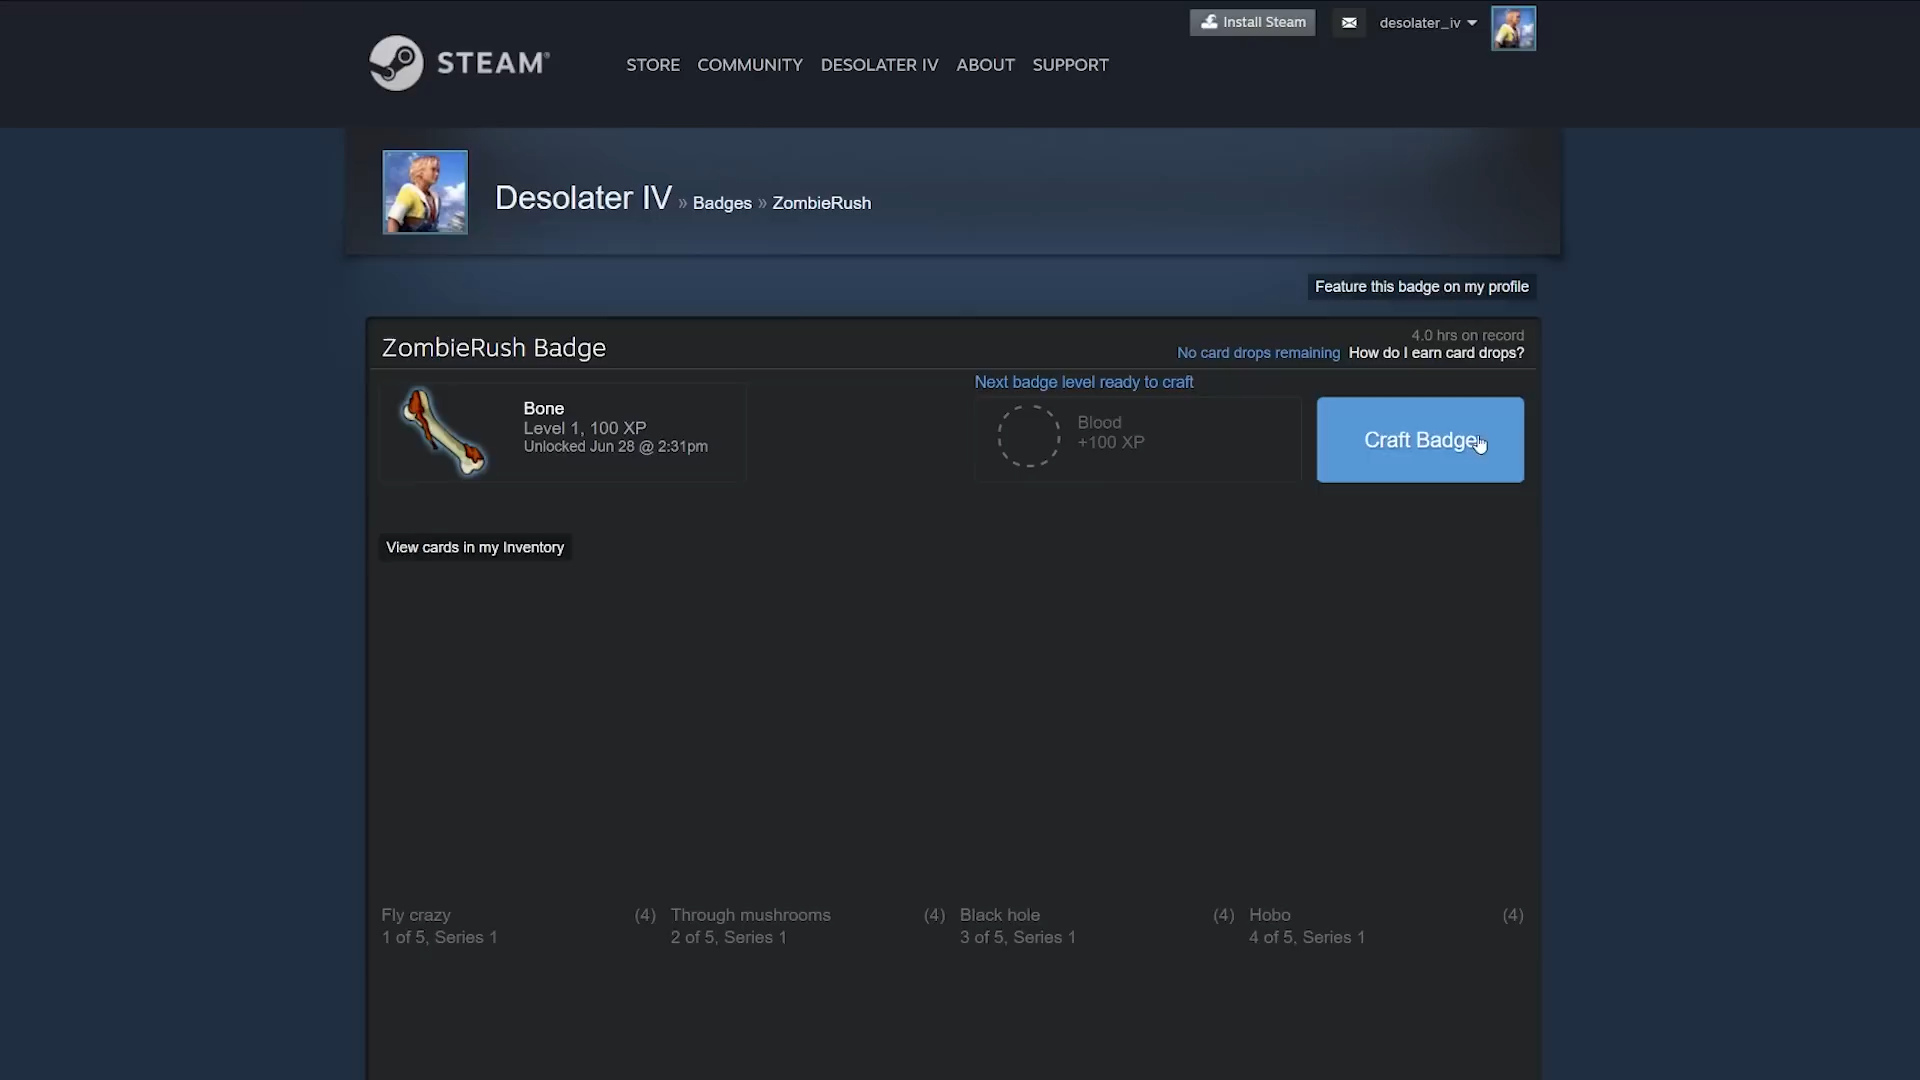 Install Steam
desolater_iv
STEAM®
STORE COMMUNITY DESOLATER IV ABOUT SUPPORT
Desolater IV » Badges » ZombieRush
Feature this badge on my profile
ZombieRush Badge
4.0 hrs on record
No card drops remaining How do I earn card drops?
Next badge level ready to craft
Bone
Level 1, 100 XP
Unlocked Jun 28 @ 2:31pm
Blood
+100 XP
Craft Badge
View cards in my Inventory
Fly crazy (4)
1 of 5, Series 1
Through mushrooms (4)
2 of 5, Series 1
Black hole (4)
3 of 5, Series 1
Hobo (4)
4 of 5, Series 1